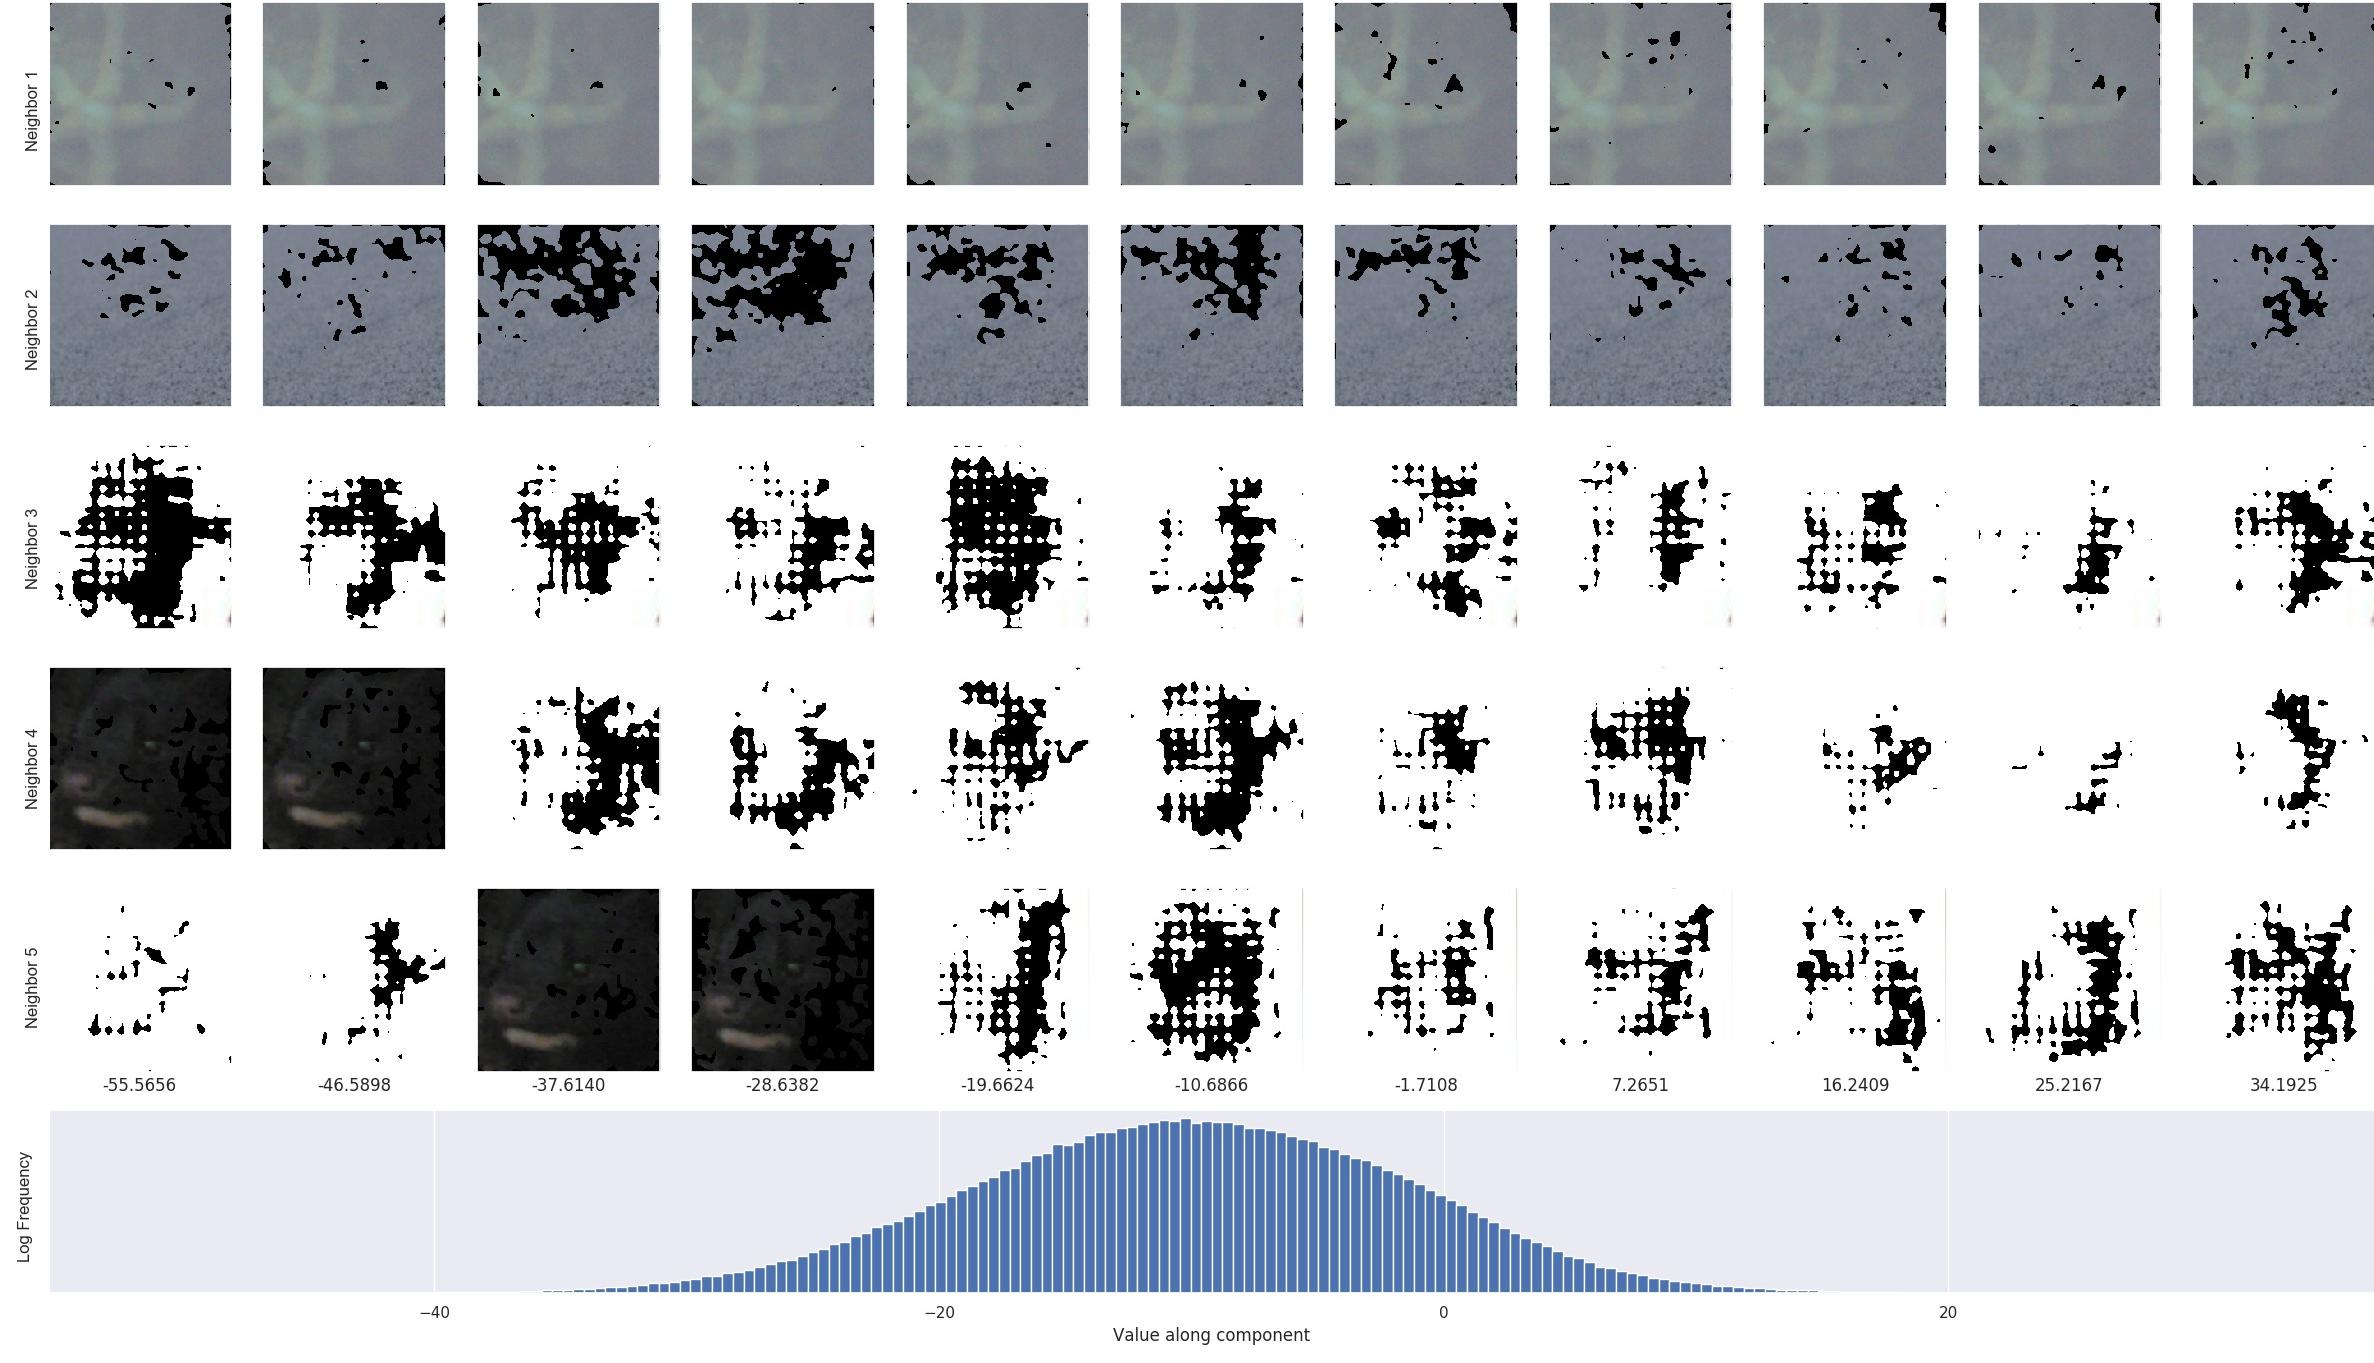 Neighbor 1
Neighbor 2
Neighbor 3
Neighbor 4
Neighbor 5
-55.5656 -46.5898 -37.6140 -28.6382 -19.6624 -10.6866 -1.7108 7.2651 16.2409 25.2167 34.1925
Log Frequency
−40 −20 0 20
Value along component